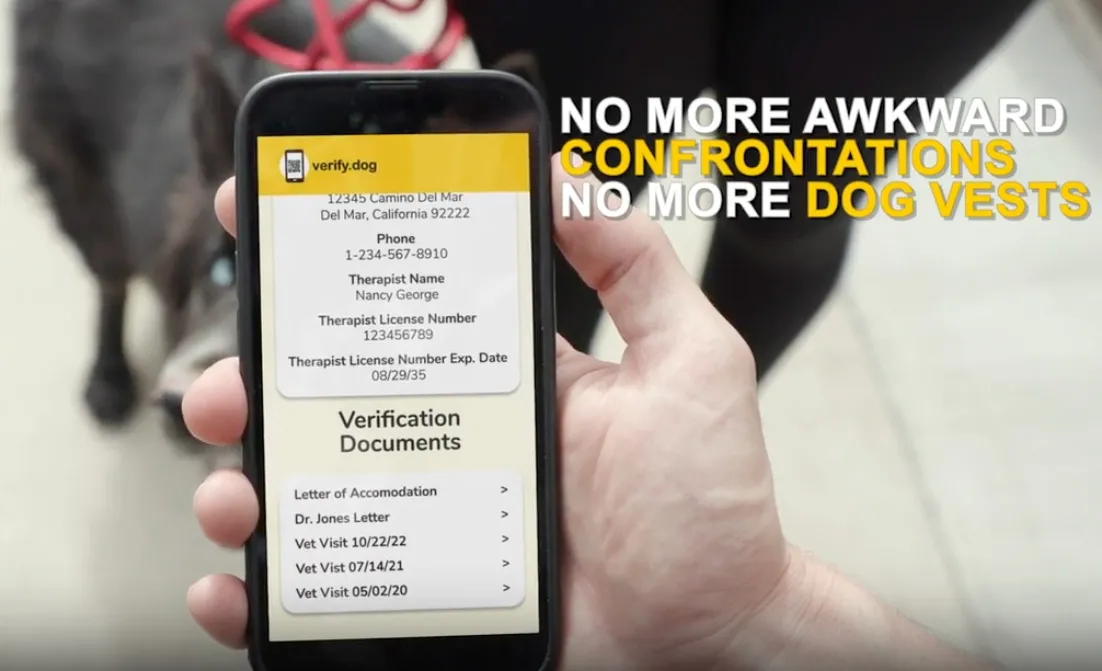 verify.dog
12345 Camino Del Mar
Del Mar, California 92222
Phone
1-234-567-8910
Therapist Name
Nancy George
Therapist License Number
123456789
Therapist License Number Exp. Date
08/29/35
Verification
Documents
Letter of Accomodation >
Dr. Jones Letter >
Vet Visit 10/22/22 >
Vet Vist 07/14/21 >
Vet Visit 05/02/20 >
NO MORE AWKWARD
CONFRONTATIONS
NO MORE DOG VESTS